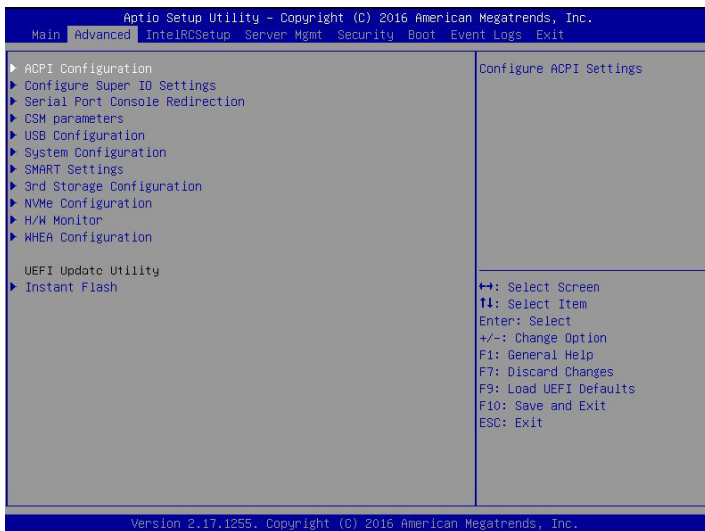 Aptio Setup Utility – Copyright (C) 2016 American Megatrends, Inc.
Main Advanced IntelRCSetup Server Mgmt Security Boot Event Logs Exit
ACPI Configuration
Configure Super IO Settings
Serial Port Console Redirection
CSM parameters
USB Configuration
System Configuration
SMART Settings
3rd Storage Configuration
NVMe Configuration
H/W Monitor
WHEA Configuration
UEFI Update Utility
Instant Flash
Configure ACPI Settings
↔: Select Screen
↑↓: Select Item
Enter: Select
+/-: Change Option
F1: General Help
F7: Discard Changes
F9: Load UEFI Defaults
F10: Save and Exit
ESC: Exit
Version 2.17.1255. Copyright (C) 2016 American Megatrends, Inc.